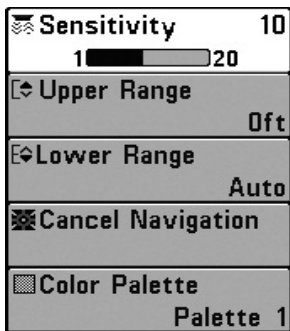 Sensitivity 10
1 20
Upper Range
0ft
Lower Range
Auto
Cancel Navigation
Color Palette
Palette 1